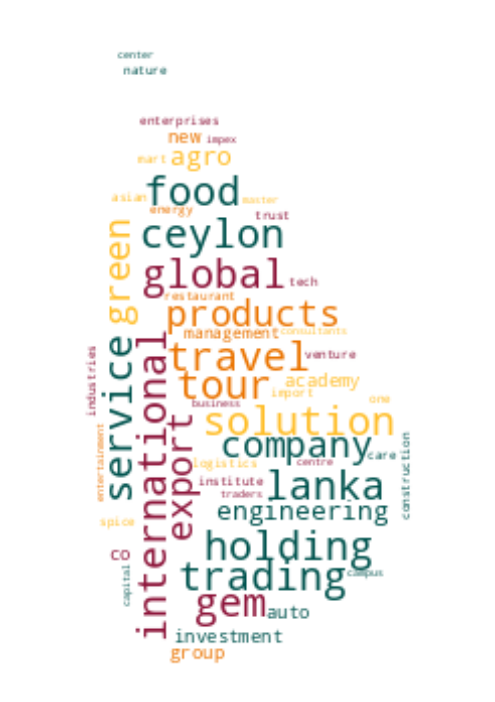 center
nature
enterprises
new impex
mart agro
food
asian master
energy
trust
ceylon
green
global
tech
restaurant
products
management consultants
travel
venture
industries
tour
academy
import
one
business
service
international
solution
export
company
care
construction
entertainment
logistics
centre
institute
lanka
traders
engineering
spice
holding
co
trading
campus
capital
gem
auto
investment
group